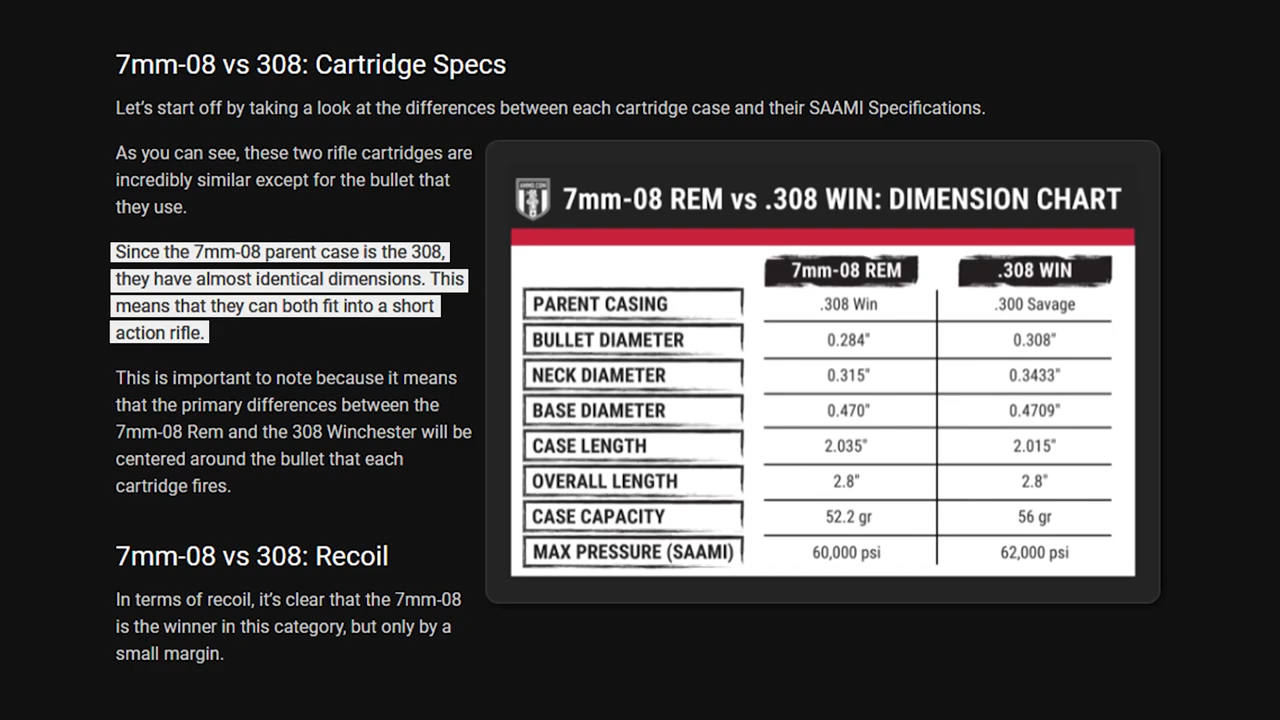 7mm-08 vs 308: Cartridge Specs
Let's start off by taking a look at the differences between each cartridge case and their SAAMI Specifications.
As you can see, these two rifle cartridges are
incredibly similar except for the bullet that
they use.
Since the 7mm-08 parent case is the 308,
they have almost identical dimensions. This
means that they can both fit into a short
action rifle.
This is important to note because it means
that the primary differences between the
7mm-08 Rem and the 308 Winchester will be
centered around the bullet that each
cartridge fires.
7mm-08 vs 308: Recoil
In terms of recoil, it's clear that the 7mm-08
is the winner in this category, but only by a
small margin.
AMMO.COM
7mm-08 REM vs .308 WIN: DIMENSION CHART
7mm-08 REM .308 WIN
PARENT CASING .308 Win .300 Savage
BULLET DIAMETER 0.284" 0.308"
NECK DIAMETER 0.315" 0.3433"
BASE DIAMETER 0.470" 0.4709"
CASE LENGTH 2.035" 2.015"
OVERALL LENGTH 2.8" 2.8"
CASE CAPACITY 52.2 gr 56 gr
MAX PRESSURE (SAAMI) 60,000 psi 62,000 psi